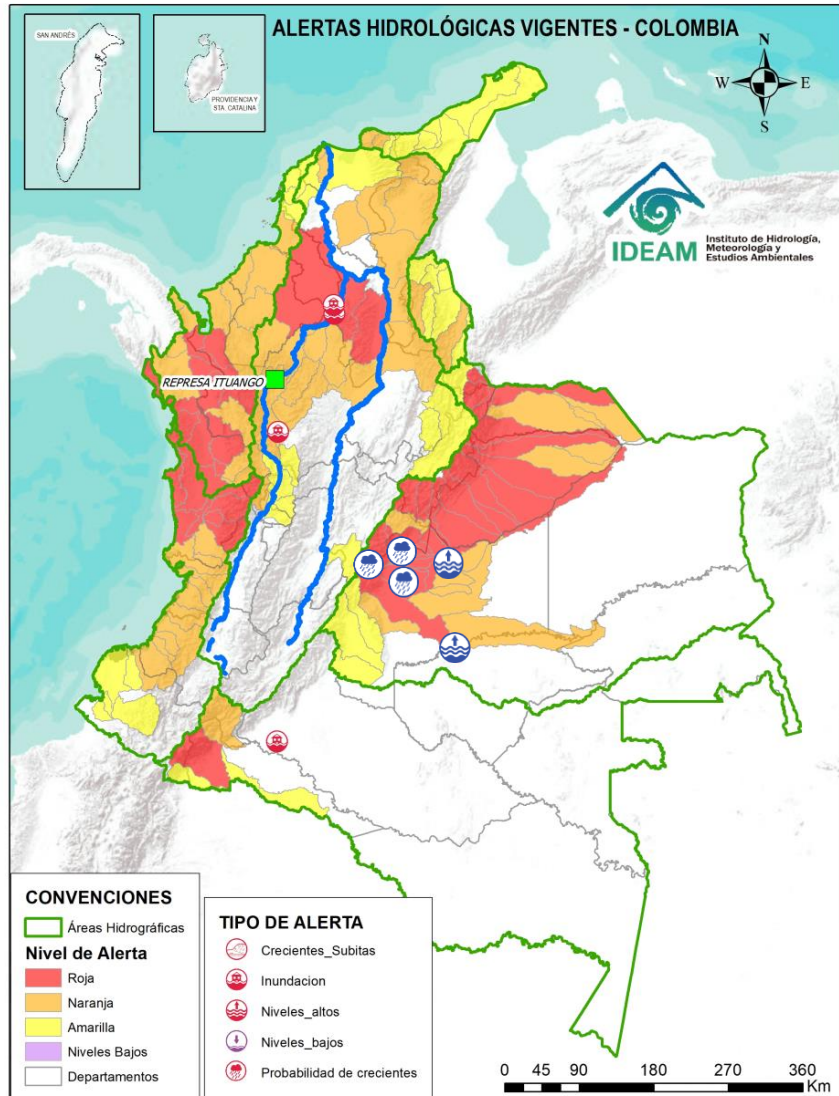 ALERTAS HIDROLÓGICAS VIGENTES - COLOMBIA
SAN ANDRÉS
PROVIDENCIA Y
STA. CATALINA
N
W
E
S
IDEAM
Instituto de Hidrología,
Meteorología y
Estudios Ambientales
REPRESA ITUANGO
CONVENCIONES
Áreas Hidrográficas
Nivel de Alerta
Roja
Naranja
Amarilla
Niveles Bajos
Departamentos
TIPO DE ALERTA
Crecientes_Subitas
Inundacion
Niveles_altos
Niveles_bajos
Probabilidad de crecientes
0 45 90 180 270 360
Km